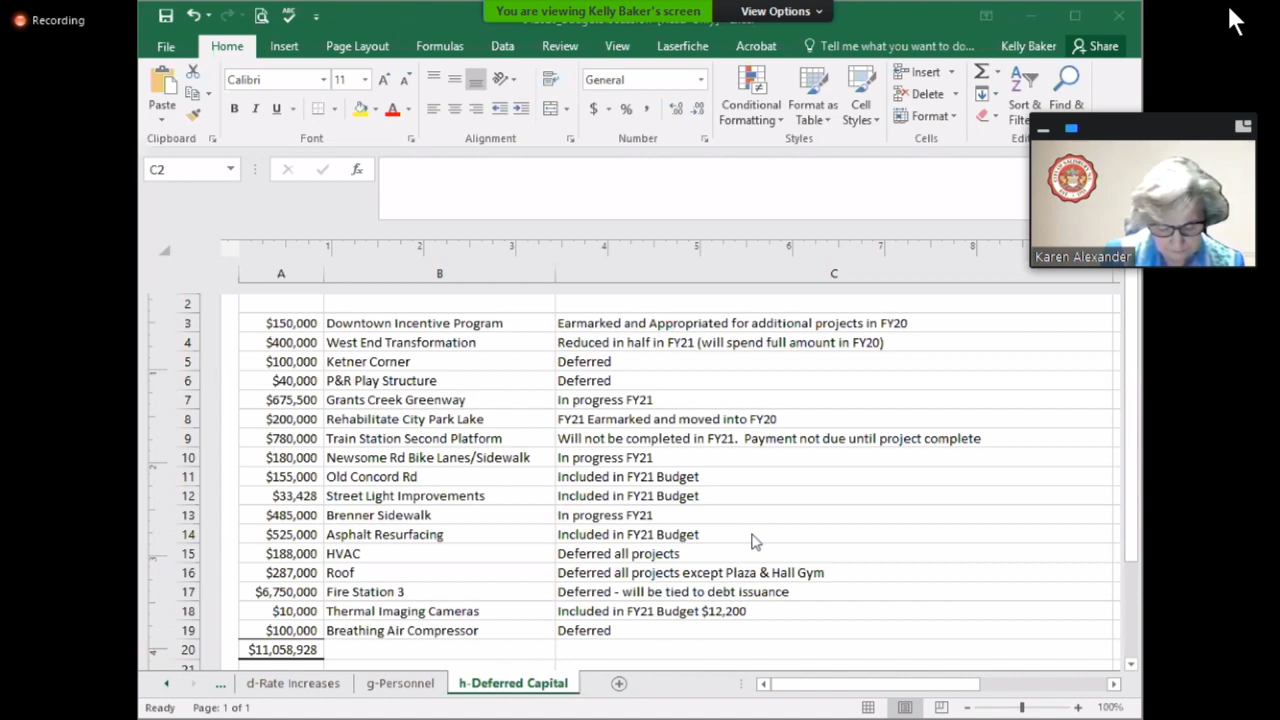 Recording
You are viewing Kelly Baker's screen
View Options
File Home Insert Page Layout Formulas Data Review View Laserfiche Acrobat Tell me what you want to do... Kelly Baker Share
Calibri 11 General
Paste
B I U A $ %
Conditional Formatting
Format as Table
Cell Styles
Insert
Delete
Format
Sort &
Find &
Clipboard Font Alignment Number Styles Cells
C2 fx
1 2 3 4 5 6 7 8
A B C
2
3 $150,000 Downtown Incentive Program Earmarked and Appropriated for additional projects in FY20
4 $400,000 West End Transformation Reduced in half in FY21 (will spend full amount in FY20)
5 $100,000 Ketner Corner Deferred
6 $40,000 P&R Play Structure Deferred
7 $675,500 Grants Creek Greenway In progress FY21
8 $200,000 Rehabilitate City Park Lake FY21 Earmarked and moved into FY20
9 $780,000 Train Station Second Platform Will not be completed in FY21. Payment not due until project complete
10 $180,000 Newsome Rd Bike Lanes/Sidewalk In progress FY21
11 $155,000 Old Concord Rd Included in FY21 Budget
12 $33,428 Street Light Improvements Included in FY21 Budget
13 $485,000 Brenner Sidewalk In progress FY21
14 $525,000 Asphalt Resurfacing Included in FY21 Budget
15 $188,000 HVAC Deferred all projects
16 $287,000 Roof Deferred all projects except Plaza & Hall Gym
17 $6,750,000 Fire Station 3 Deferred - will be tied to debt issuance
18 $10,000 Thermal Imaging Cameras Included in FY21 Budget $12,200
19 $100,000 Breathing Air Compressor Deferred
20 $11,058,928
Karen Alexander
... d-Rate Increases g-Personnel h-Deferred Capital
Ready Page: 1 of 1 100%